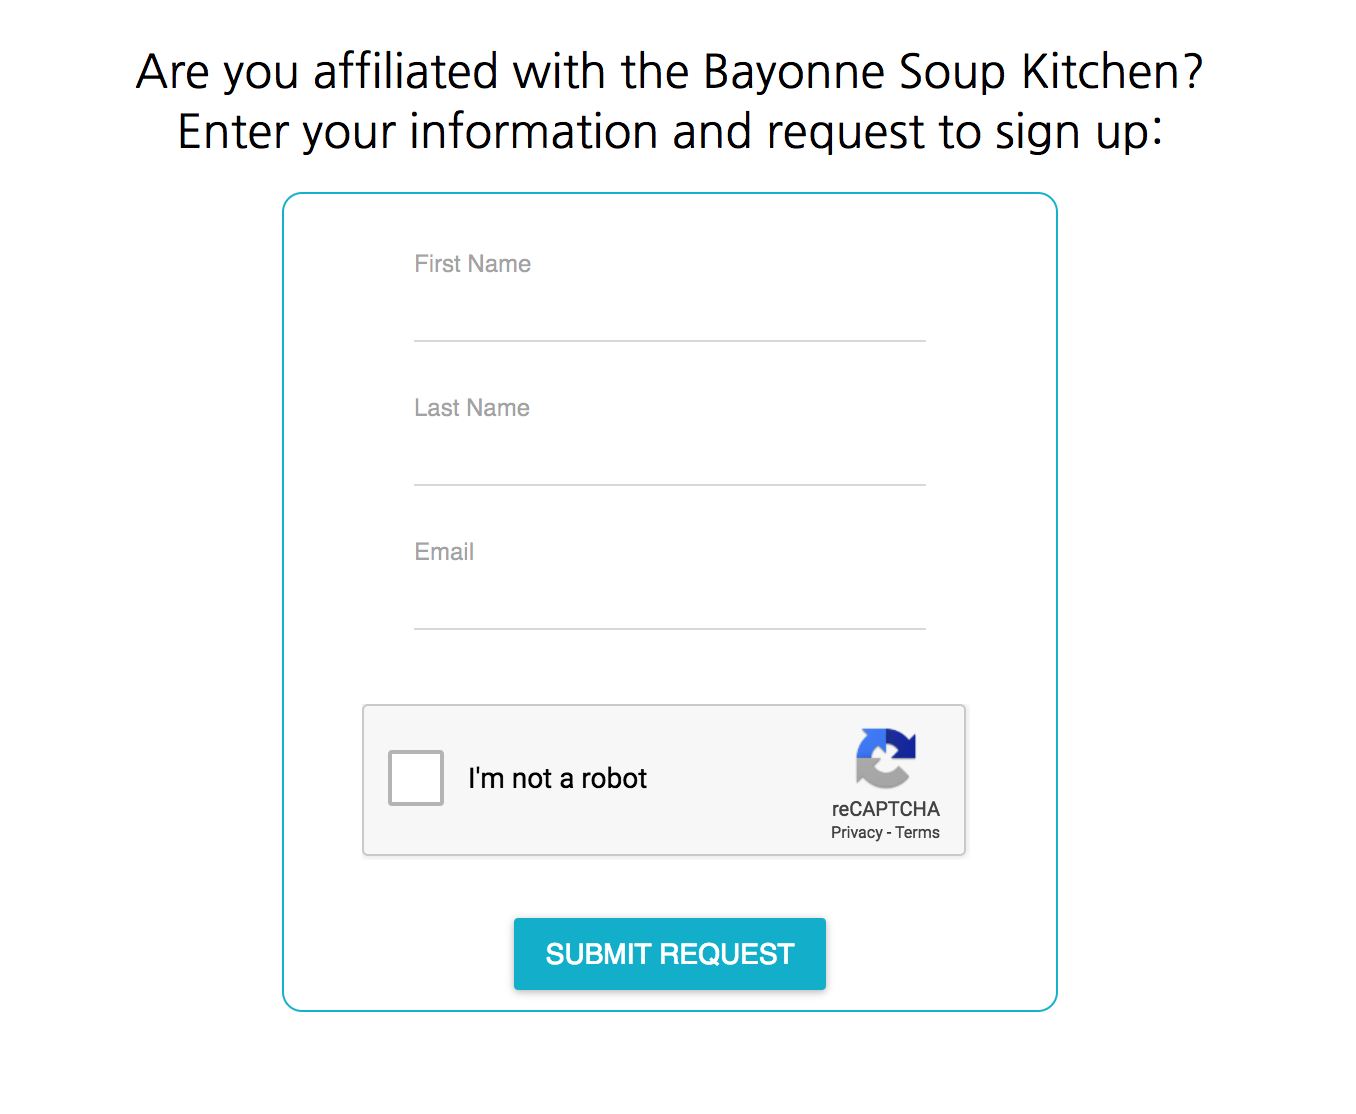 Are you affiliated with the Bayonne Soup Kitchen?
Enter your information and request to sign up:
First Name
Last Name
Email
I'm not a robot
reCAPTCHA
Privacy - Terms
SUBMIT REQUEST